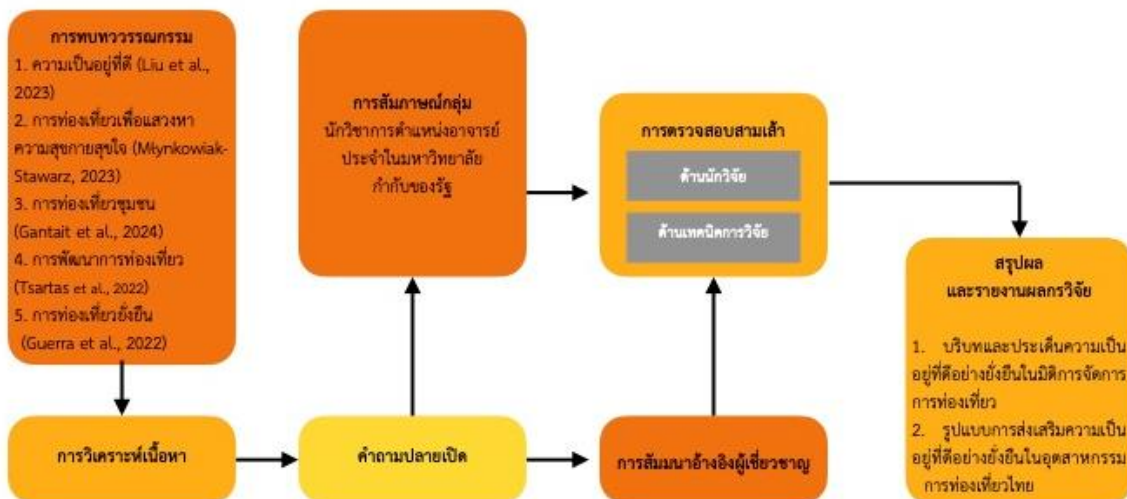 การทบทววรรณกรรม
1. ความเป็นอยู่ที่ดี (Liu et al.,
2023)
2. การท่องเที่ยวเพื่อแสวงหา
ความสุขกายสุขใจ (Młynkowiak-
Stawarz, 2023)
3. การท่องเที่ยวชุมชน
(Gantait et al., 2024)
4. การพัฒนาการท่องเที่ยว
(Tsartas et al., 2022)
5. การท่องเที่ยวยั่งยืน
(Guerra et al., 2022)
การวิเคราะห์เนื้อหา
การสัมภาษณ์กลุ่ม
นักวิชาการตำแหน่งอาจารย์
ประจำในมหาวิทยาลัย
กำกับของรัฐ
คำถามปลายเปิด
การตรวจสอบสามเส้า
ด้านนักวิจัย
ด้านเทคนิคการวิจัย
การสัมมนาอ้างอิงผู้เชี่ยวชาญ
สรุปผล
และรายงานผลกรวิจัย
1. บริบทและประเด็นความเป็น
อยู่ที่ดีอย่างยั่งยืนในมิติการจัดการ
การท่องเที่ยว
2. รูปแบบการส่งเสริมความเป็น
อยู่ที่ดีอย่างยั่งยืนในอุตสาหกรรม
การท่องเที่ยวไทย